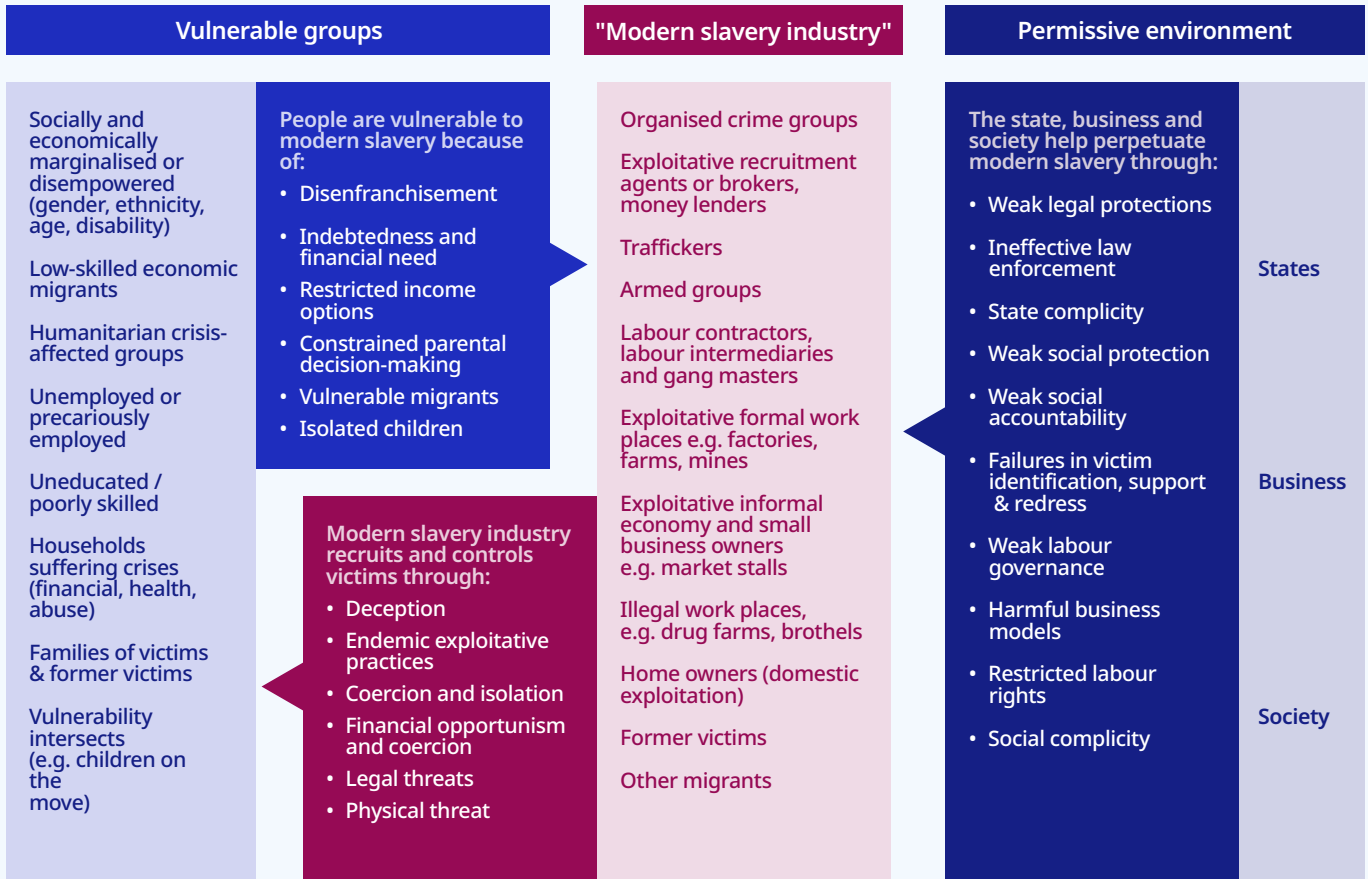 Vulnerable groups
"Modern slavery industry"
Permissive environment
Socially and
economically
marginalised or
disempowered
(gender, ethnicity,
age, disability)
Low-skilled economic
migrants
Humanitarian crisis-
affected groups
Unemployed or
precariously
employed
Uneducated /
poorly skilled
Households
suffering crises
(financial, health,
abuse)
Families of victims
& former victims
Vulnerability
intersects
(e.g. children on
the
move)
People are vulnerable to
modern slavery because
of:
• Disenfranchisement
• Indebtedness and
financial need
• Restricted income
options
• Constrained parental
decision-making
• Vulnerable migrants
• Isolated children
Modern slavery industry
recruits and controls
victims through:
• Deception
• Endemic exploitative
practices
• Coercion and isolation
• Financial opportunism
and coercion
• Legal threats
• Physical threat
Organised crime groups
Exploitative recruitment
agents or brokers,
money lenders
Traffickers
Armed groups
Labour contractors,
labour intermediaries
and gang masters
Exploitative formal work
places e.g. factories,
farms, mines
Exploitative informal
economy and small
business owners
e.g. market stalls
Illegal work places,
e.g. drug farms, brothels
Home owners (domestic
exploitation)
Former victims
Other migrants
The state, business and
society help perpetuate
modern slavery through:
• Weak legal protections
• Ineffective law
enforcement
• State complicity
• Weak social protection
• Weak social
accountability
• Failures in victim
identification, support
& redress
• Weak labour
governance
• Harmful business
models
• Restricted labour
rights
• Social complicity
States
Business
Society